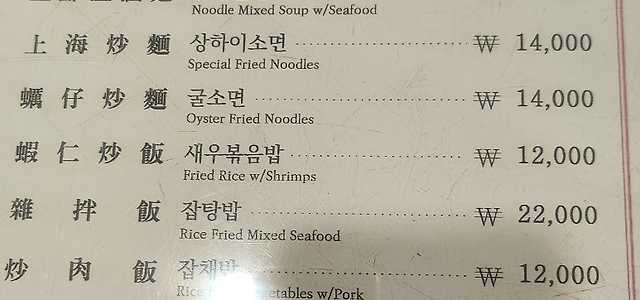 Noodle Mixed Soup w/Seafood
上海炒麵 상하이소면 ₩ 14,000
Special Fried Noodles
蠣仔炒麵 굴소면 ₩ 14,000
Oyster Fried Noodles
蝦仁炒飯 새우볶음밥 ₩ 12,000
Fried Rice w/Shrimps
雜拌飯 잡탕밥 ₩ 22,000
Rice Fried Mixed Seafood
炒肉飯 잡채밥 ₩ 12,000
Rice w/Pork